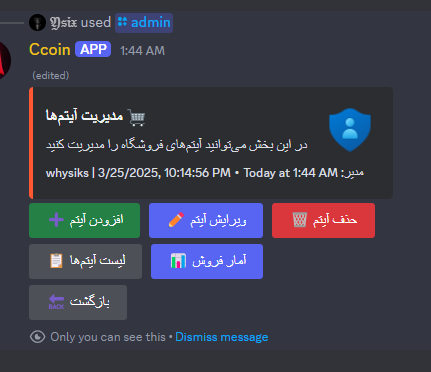 𝖄𝖘𝖎𝖝 used admin
Ccoin APP 1:44 AM
(edited)
مدیریت آیتم‌ها 🛒
در این بخش می‌توانید آیتم‌های فروشگاه را مدیریت کنید
مدیر: whysiks | 3/25/2025, 10:14:56 PM • Today at 1:44 AM
➕ افزودن آیتم
✏️ ویرایش آیتم
🗑️ حذف آیتم
📋 لیست آیتم‌ها
📊 آمار فروش
🔙 بازگشت
Only you can see this • Dismiss message